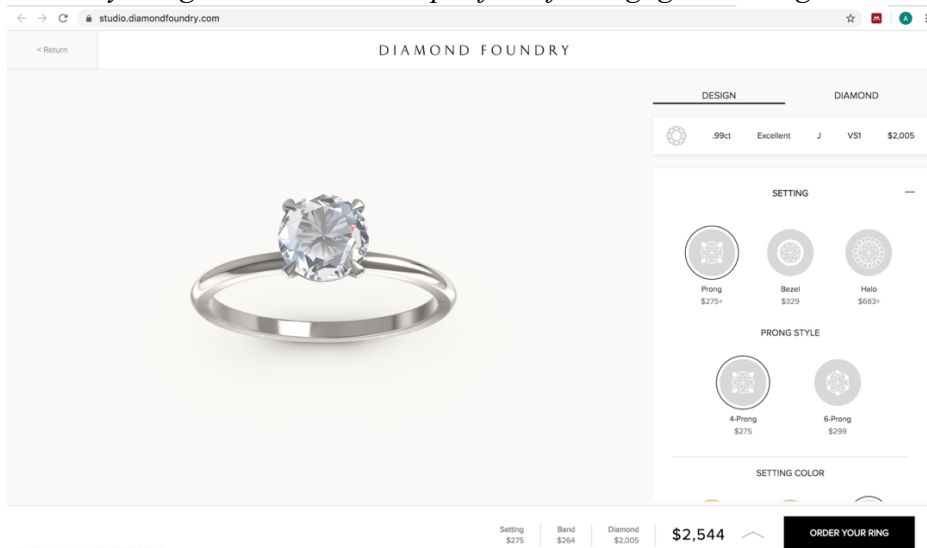 studio.diamondfoundry.com
A
< Return
DIAMOND FOUNDRY
DESIGN DIAMOND
.99ct Excellent J VS1 $2,005
SETTING
Prong Bezel Halo
$275+ $329 $683+
PRONG STYLE
4-Prong 6-Prong
$275 $299
SETTING COLOR
Setting Band Diamond
$275 $264 $2,005
$2,544
ORDER YOUR RING